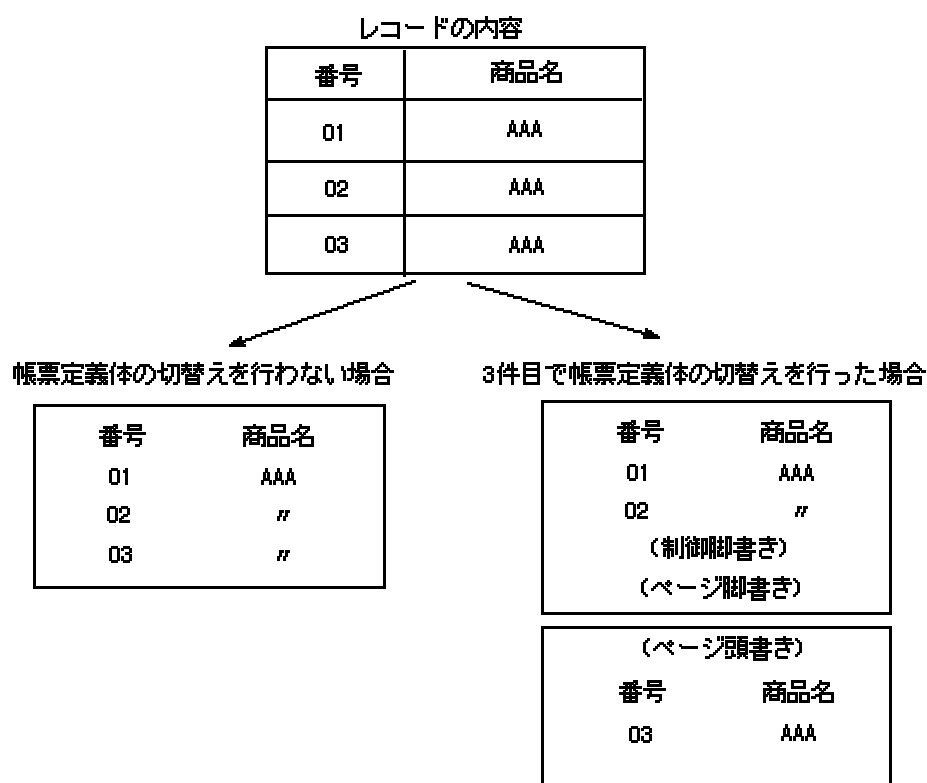 レコードの内容
番号 商品名
01 AAA
02 AAA
03 AAA
帳票定義体の切替えを行わない場合
番号 商品名
01 AAA
02 〃
03 〃
3件目で帳票定義体の切替えを行った場合
番号 商品名
01 AAA
02 〃
(制御脚書き)
(ページ脚書き)
(ページ頭書き)
番号 商品名
03 AAA